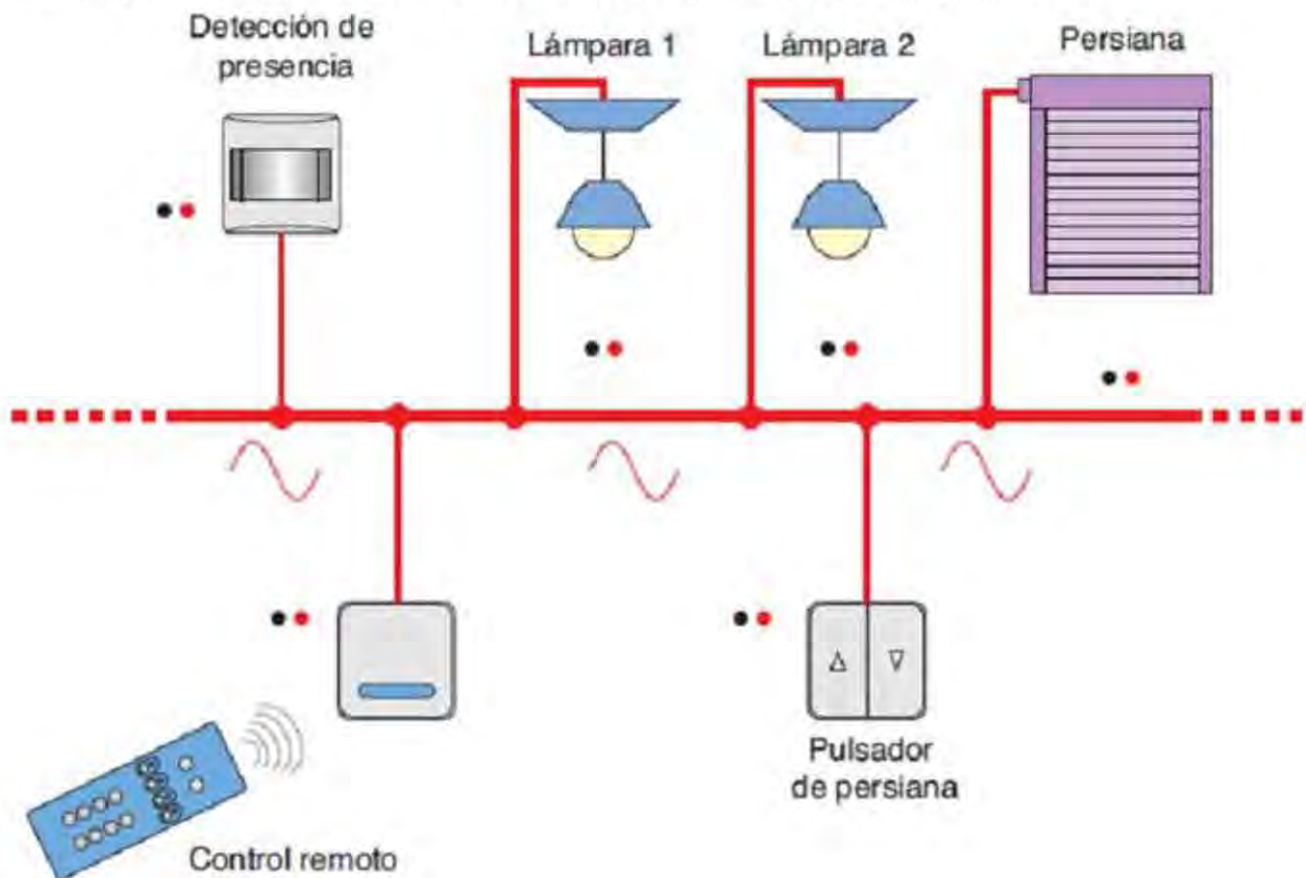 Detección de
presencia
Lámpara 1
Lámpara 2
Persiana
Pulsador
de persiana
Control remoto